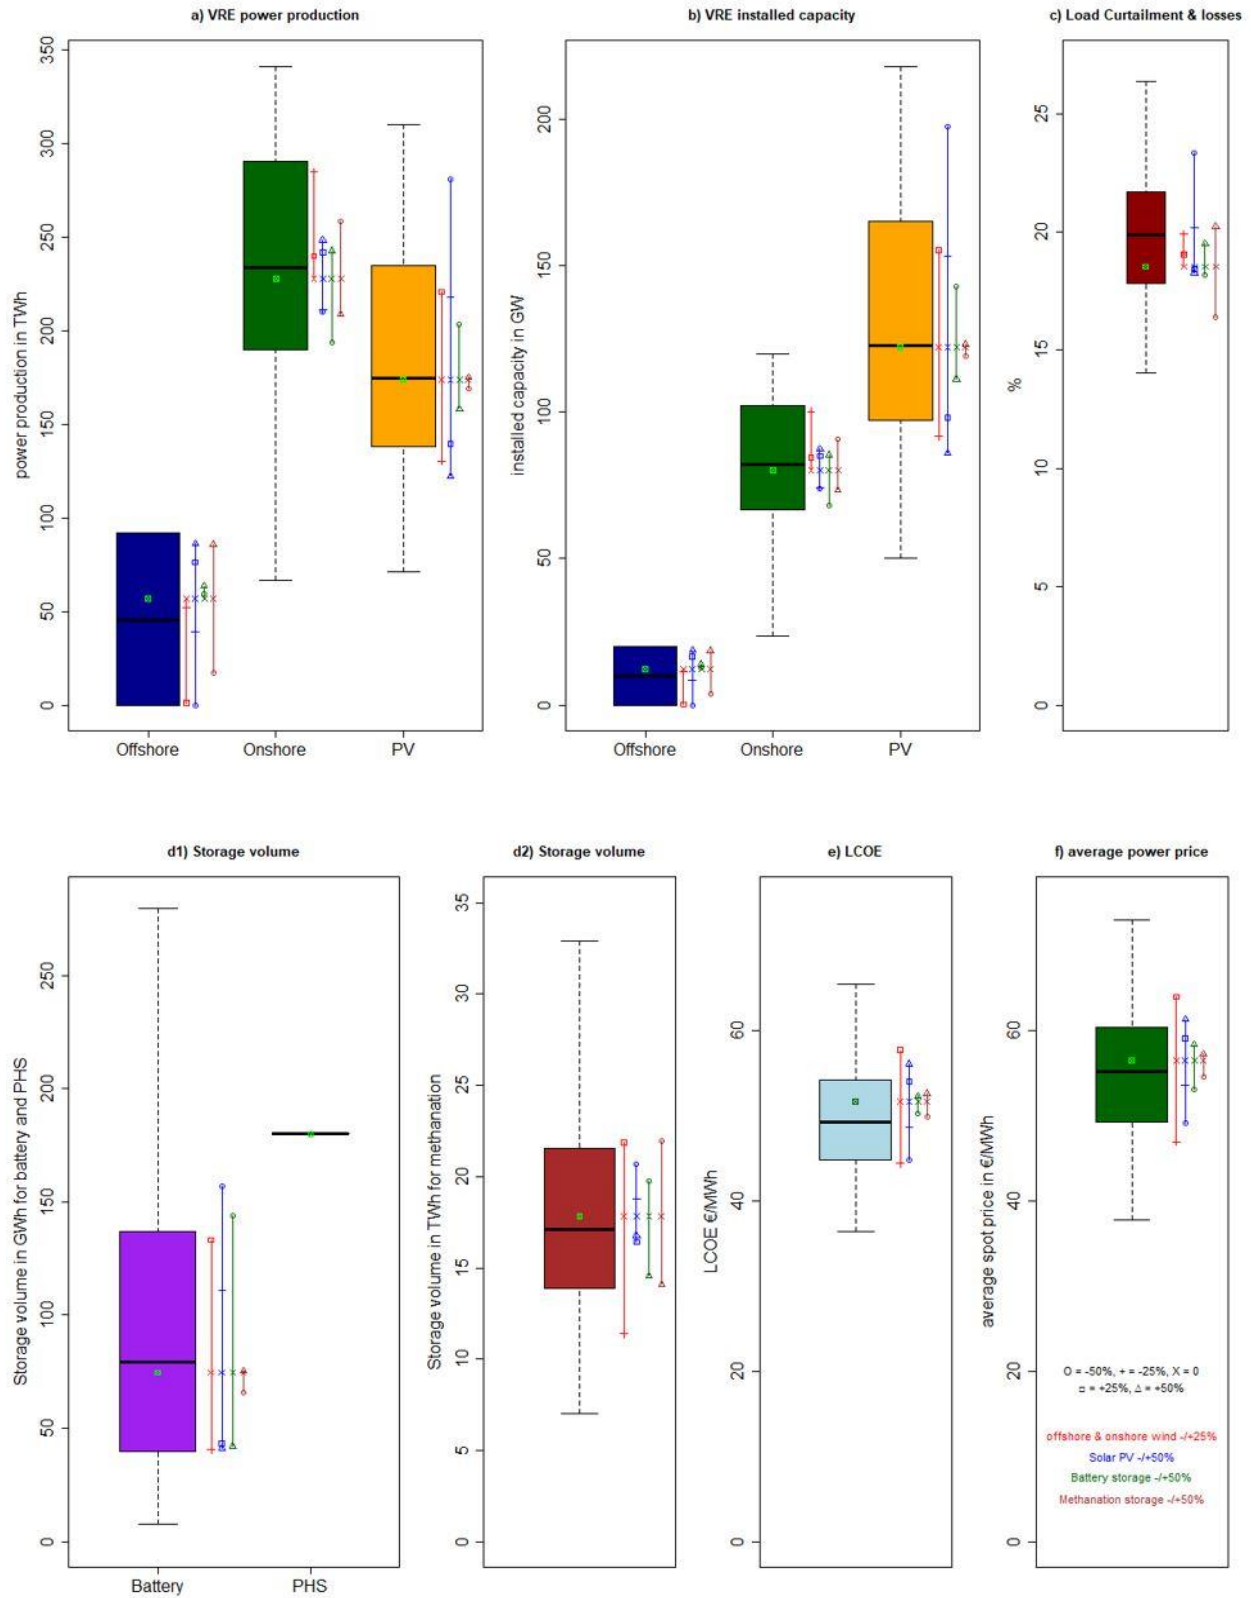 a) VRE power production
power production in TWh
350
300
250
200
150
100
50
0
Offshore
Onshore
PV
b) VRE installed capacity
installed capacity in GW
200
150
100
50
0
Offshore
Onshore
PV
c) Load Curtailment & losses
%
25
20
15
10
5
0
d1) Storage volume
Storage volume in GWh for battery and PHS
250
200
150
100
50
0
Battery
PHS
d2) Storage volume
Storage volume in TWh for methanation
35
30
25
20
15
10
5
0
e) LCOE
LCOE €/MWh
60
40
20
0
f) average power price
average spot price in €/MWh
60
40
20
0
O = -50%, + = -25%, X = 0
□ = +25%, Δ = +50%
offshore & onshore wind -/+25%
Solar PV -/+50%
Battery storage -/+50%
Methanation storage -/+50%